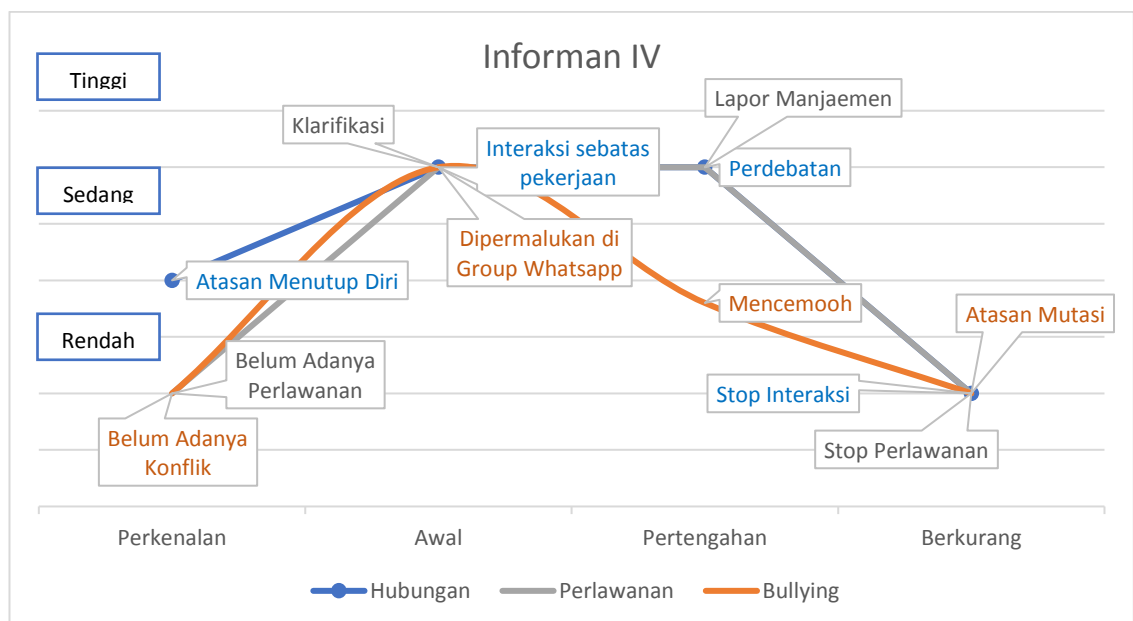 Informan IV
Tinggi
Lapor Manjaemen
Klarifikasi
Interaksi sebatas
pekerjaan
Perdebatan
Sedang
Dipermalukan di
Group Whatsapp
Atasan Menutup Diri
Mencemooh
Atasan Mutasi
Rendah
Belum Adanya
Perlawanan
Stop Interaksi
Belum Adanya
Konflik
Stop Perlawanan
Perkenalan
Awal
Pertengahan
Berkurang
Hubungan
Perlawanan
Bullying